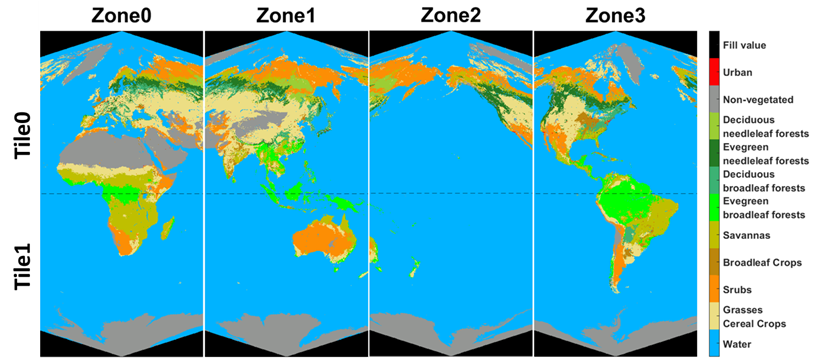 Zone0 Zone1 Zone2 Zone3
Tile0
Tile1
Fill value
Urban
Non-vegetated
Deciduous
needleleaf forests
Evegreen
needleleaf forests
Deciduous
broadleaf forests
Evegreen
broadleaf forests
Savannas
Broadleaf Crops
Srubs
Grasses
Cereal Crops
Water